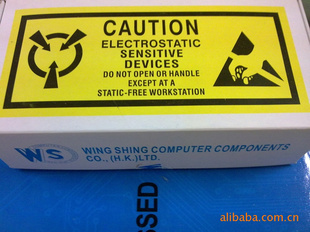 CAUTION
ELECTROSTATIC
SENSITIVE
DEVICES
DO NOT OPEN OR HANDLE
EXCEPT AT A
STATIC-FREE WORKSTATION
WS
WING SHING COMPUTER COMPONENTS
CO., (H.K.)LTD.
SSED
alibaba.com.cn